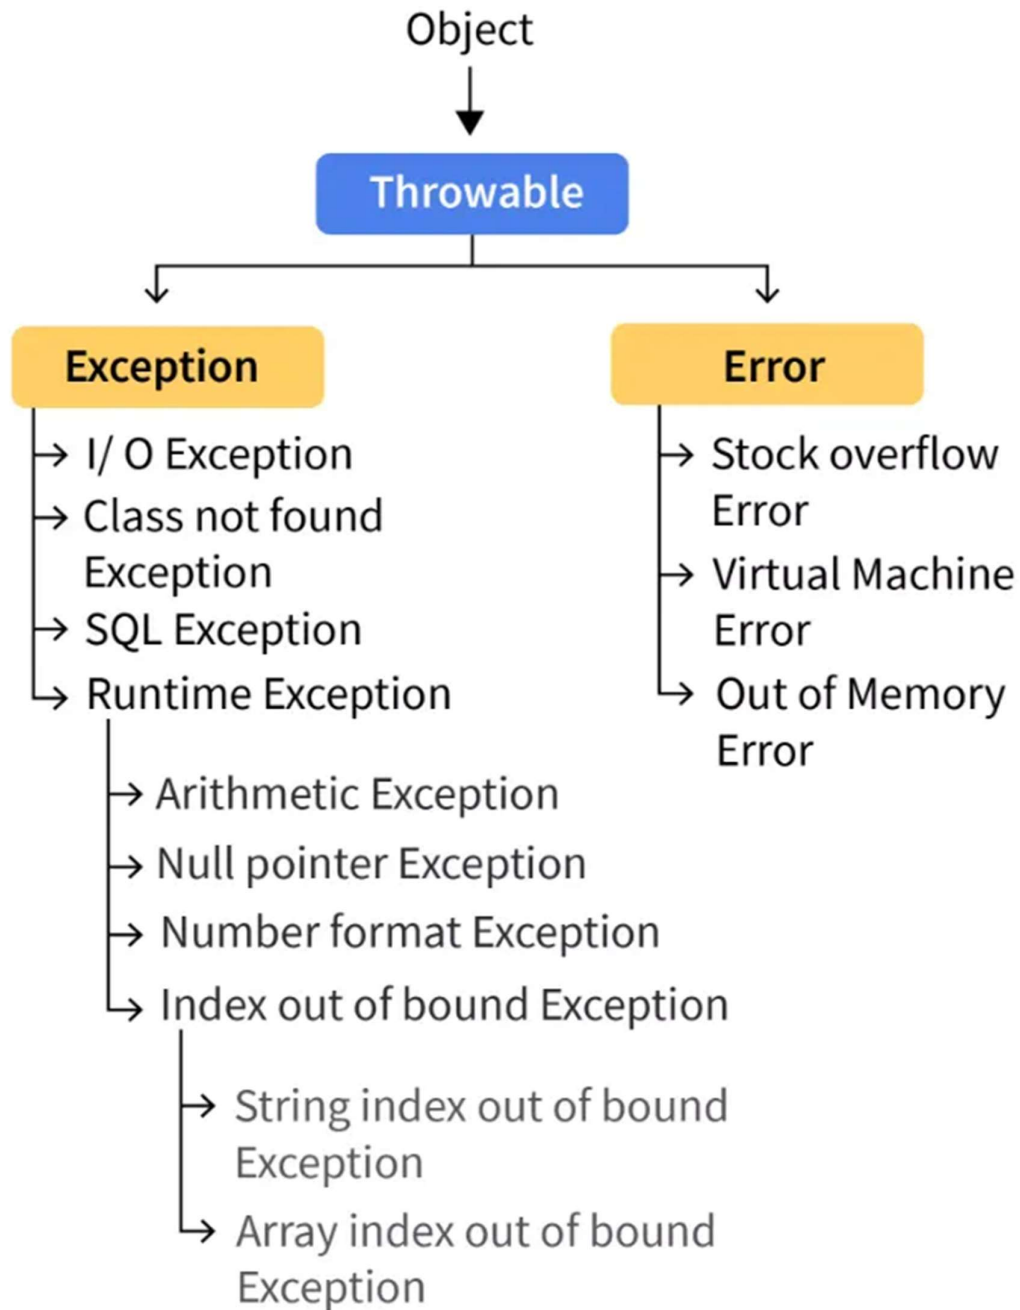 Object
Throwable
Exception
Error
I/ O Exception
Class not found
Exception
SQL Exception
Runtime Exception
Arithmetic Exception
Null pointer Exception
Number format Exception
Index out of bound Exception
String index out of bound
Exception
Array index out of bound
Exception
Stock overflow
Error
Virtual Machine
Error
Out of Memory
Error